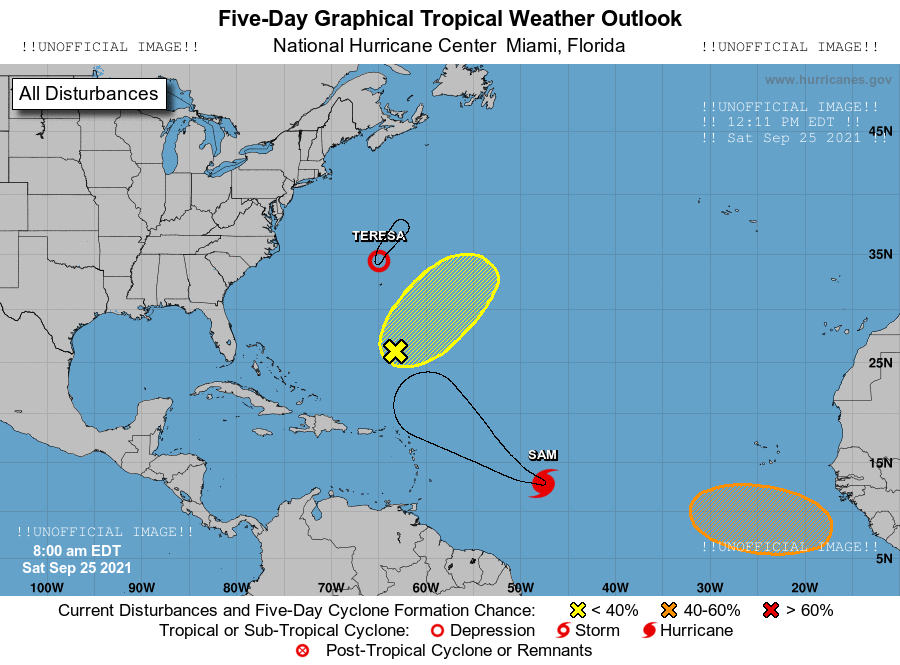 Five-Day Graphical Tropical Weather Outlook
!!UNOFFICIAL IMAGE!! National Hurricane Center Miami, Florida !!UNOFFICIAL IMAGE!!
All Disturbances
www.hurricanes.gov
!!UNOFFICIAL IMAGE!!
!! 12:11 PM EDT !!
!! Sat Sep 25 2021 !!
45N
TERESA
35N
25N
SAM
15N
!!UNOFFICIAL IMAGE!!
8:00 am EDT
Sat Sep 25 2021
!!UNOFFICIAL IMAGE!!
5N
100W 90W 80W 70W 60W 50W 40W 30W 20W
Current Disturbances and Five-Day Cyclone Formation Chance: < 40% 40-60% > 60%
Tropical or Sub-Tropical Cyclone: Depression Storm Hurricane
Post-Tropical Cyclone or Remnants